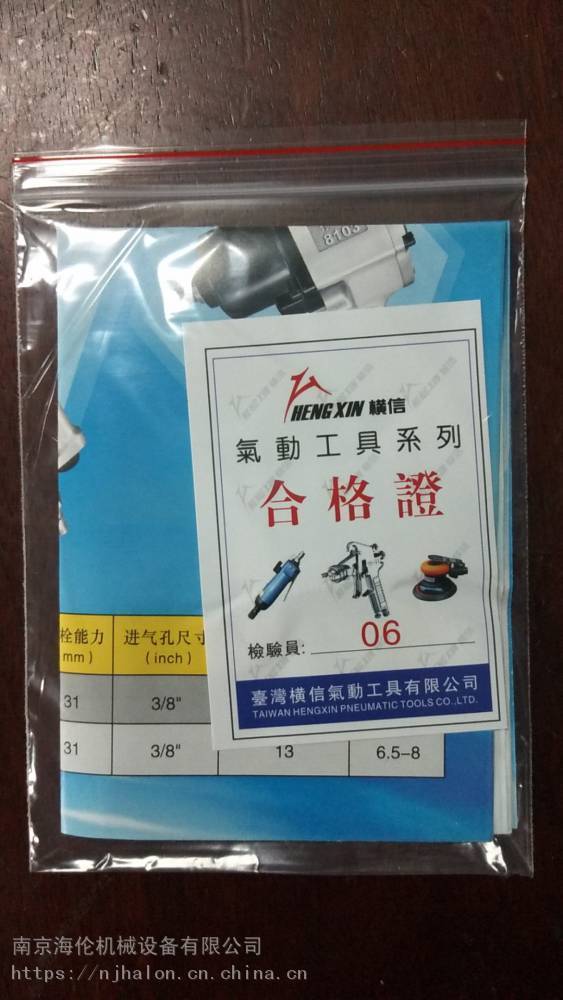 8103
HENG XIN 橫信
氣動工具系列
合格證
檢驗員: 06
臺灣橫信氣動工具有限公司
TAIWAN HENGXIN PNEUMATIC TOOLS CO.,LTD.
栓能力 进气孔尺寸
mm) (inch)
31 3/8"
31 3/8" 13 6.5-8
南京海伦机械设备有限公司
https://njhalon.cn.china.cn